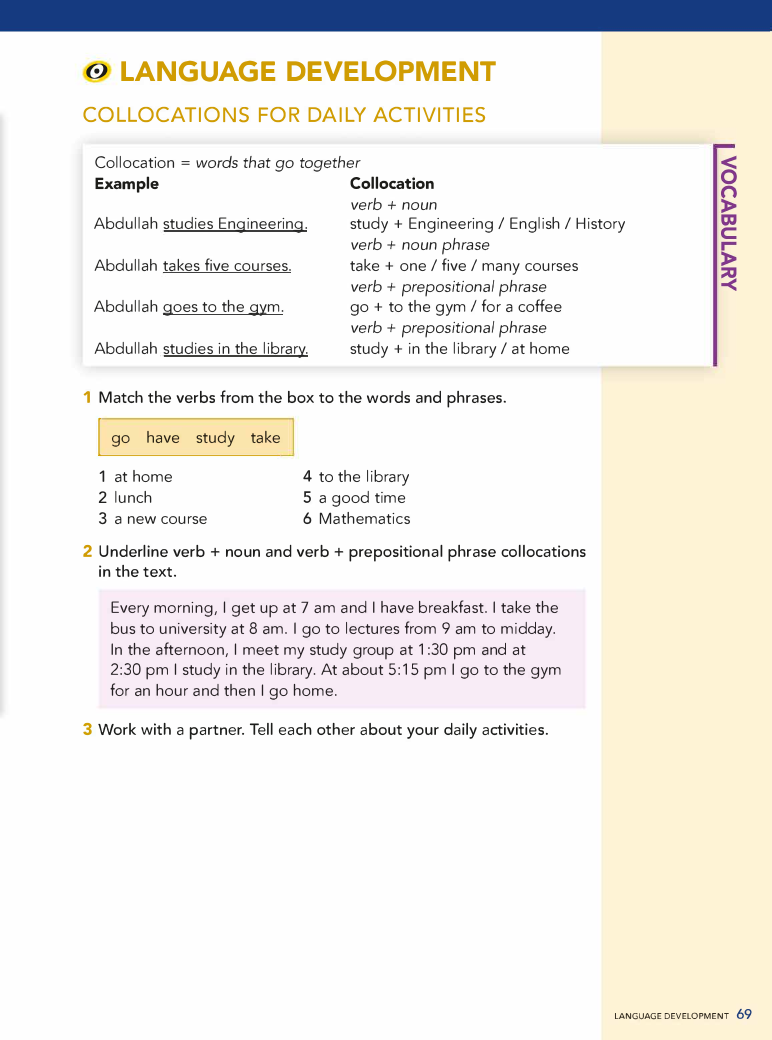 LANGUAGE DEVELOPMENT
COLLOCATIONS FOR DAILY ACTIVITIES
VOCABULARY
Collocation = words that go together
Example Collocation
verb + noun
Abdullah studies Engineering. study + Engineering / English / History
verb + noun phrase
Abdullah takes five courses. take + one / five / many courses
verb + prepositional phrase
Abdullah goes to the gym. go + to the gym / for a coffee
verb + prepositional phrase
Abdullah studies in the library. study + in the library / at home
1 Match the verbs from the box to the words and phrases.
go have study take
1 at home
2 lunch
3 a new course
4 to the library
5 a good time
6 Mathematics
2 Underline verb + noun and verb + prepositional phrase collocations
in the text.
Every morning, I get up at 7 am and I have breakfast. I take the
bus to university at 8 am. I go to lectures from 9 am to midday.
In the afternoon, I meet my study group at 1:30 pm and at
2:30 pm I study in the library. At about 5:15 pm I go to the gym
for an hour and then I go home.
3 Work with a partner. Tell each other about your daily activities.
LANGUAGE DEVELOPMENT 69